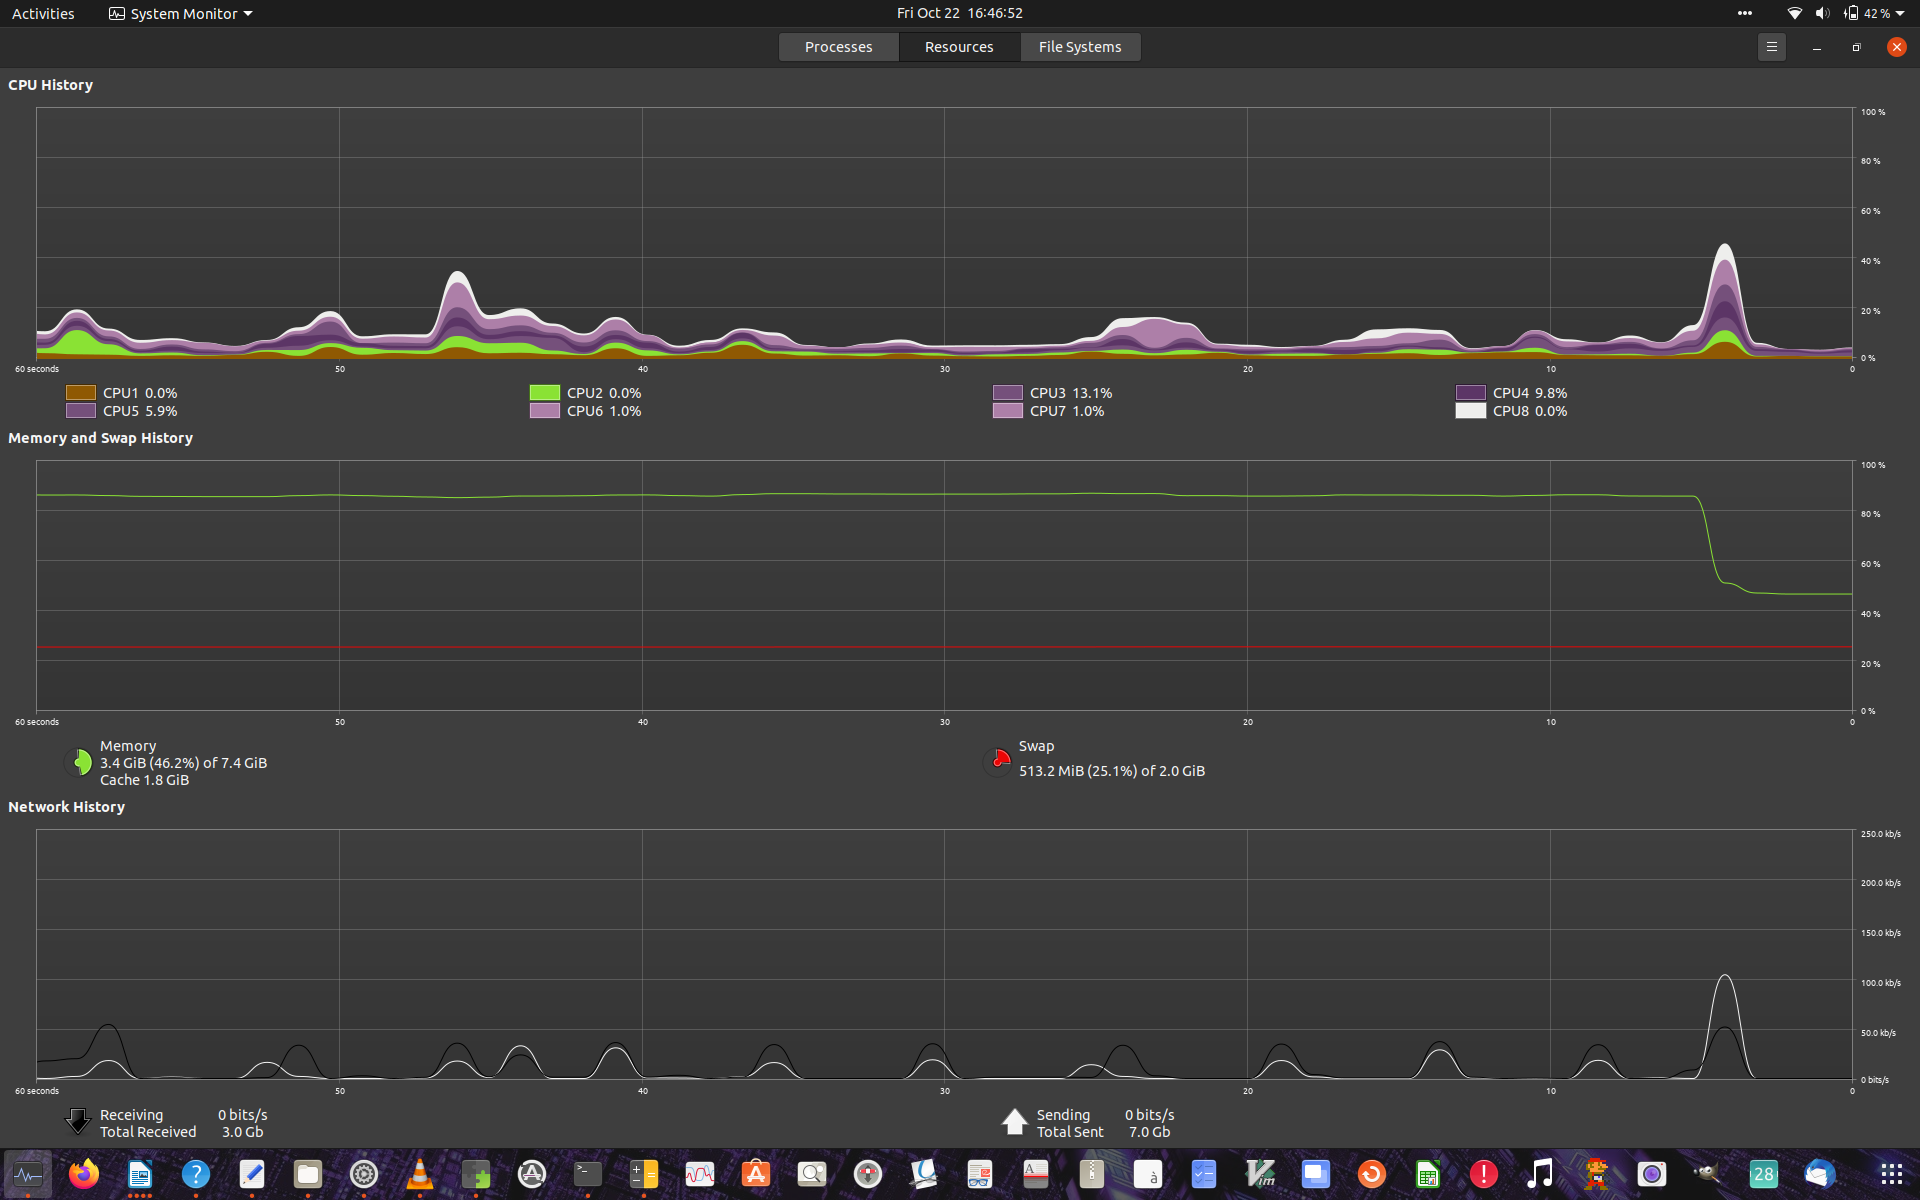 Activities System Monitor Fri Oct 22 16:46:52 42 %
Processes Resources File Systems
CPU History
100 %
80 %
60 %
40 %
20 %
0 %
60 seconds 50 40 30 20 10 0
CPU1 0.0% CPU2 0.0% CPU3 13.1% CPU4 9.8%
CPU5 5.9% CPU6 1.0% CPU7 1.0% CPU8 0.0%
Memory and Swap History
100 %
80 %
60 %
40 %
20 %
0 %
60 seconds 50 40 30 20 10 0
Memory
3.4 GiB (46.2%) of 7.4 GiB
Cache 1.8 GiB
Swap
513.2 MiB (25.1%) of 2.0 GiB
Network History
250.0 kb/s
200.0 kb/s
150.0 kb/s
100.0 kb/s
50.0 kb/s
0 bits/s
60 seconds 50 40 30 20 10 0
Receiving 0 bits/s
Total Received 3.0 Gb
Sending 0 bits/s
Total Sent 7.0 Gb
? >_ A A à Vim ! 28